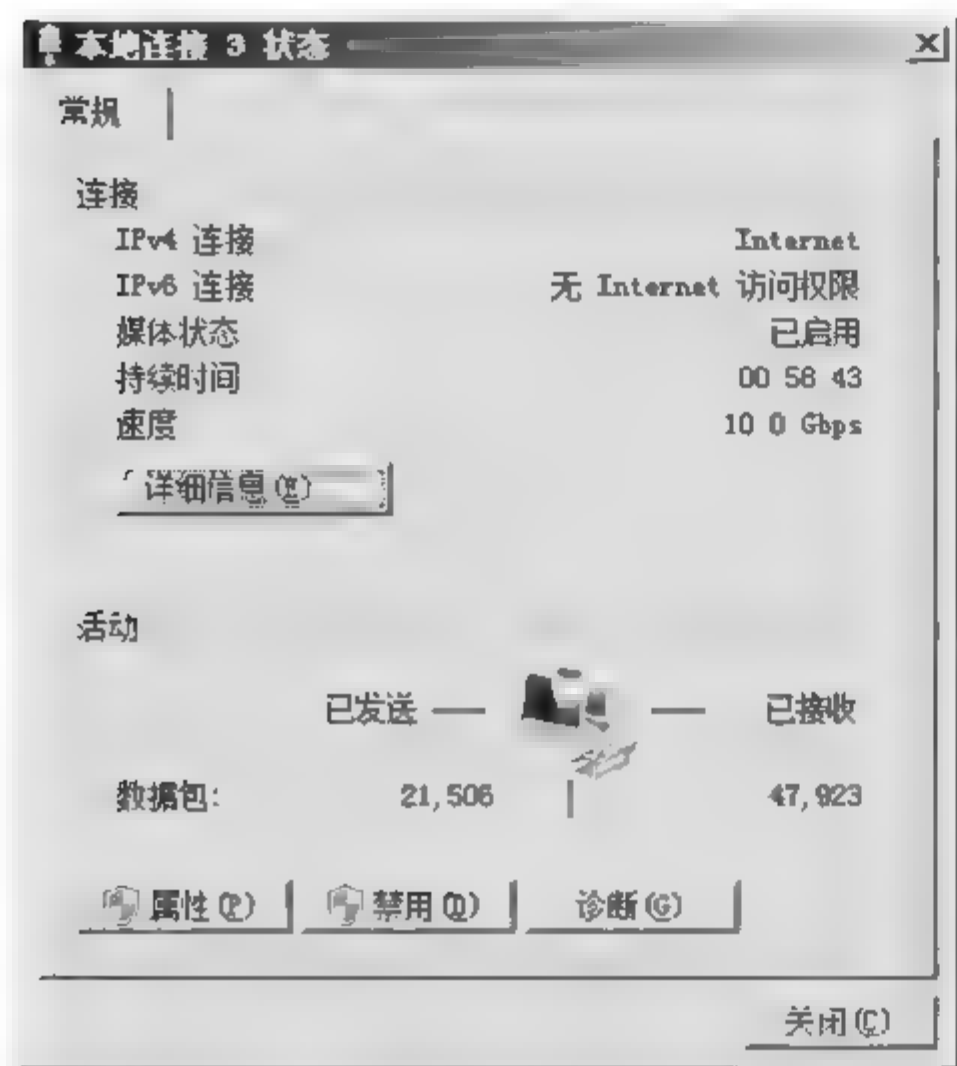 本地连接 3 状态
常规
连接
IPv4 连接 Internet
IPv6 连接 无 Internet 访问权限
媒体状态 已启用
持续时间 00 56 43
速度 10 0 Gbps
详细信息(E)
活动
已发送 — — 已接收
数据包: 21,506 47,923
属性(P) 禁用(D) 诊断(G)
关闭(C)